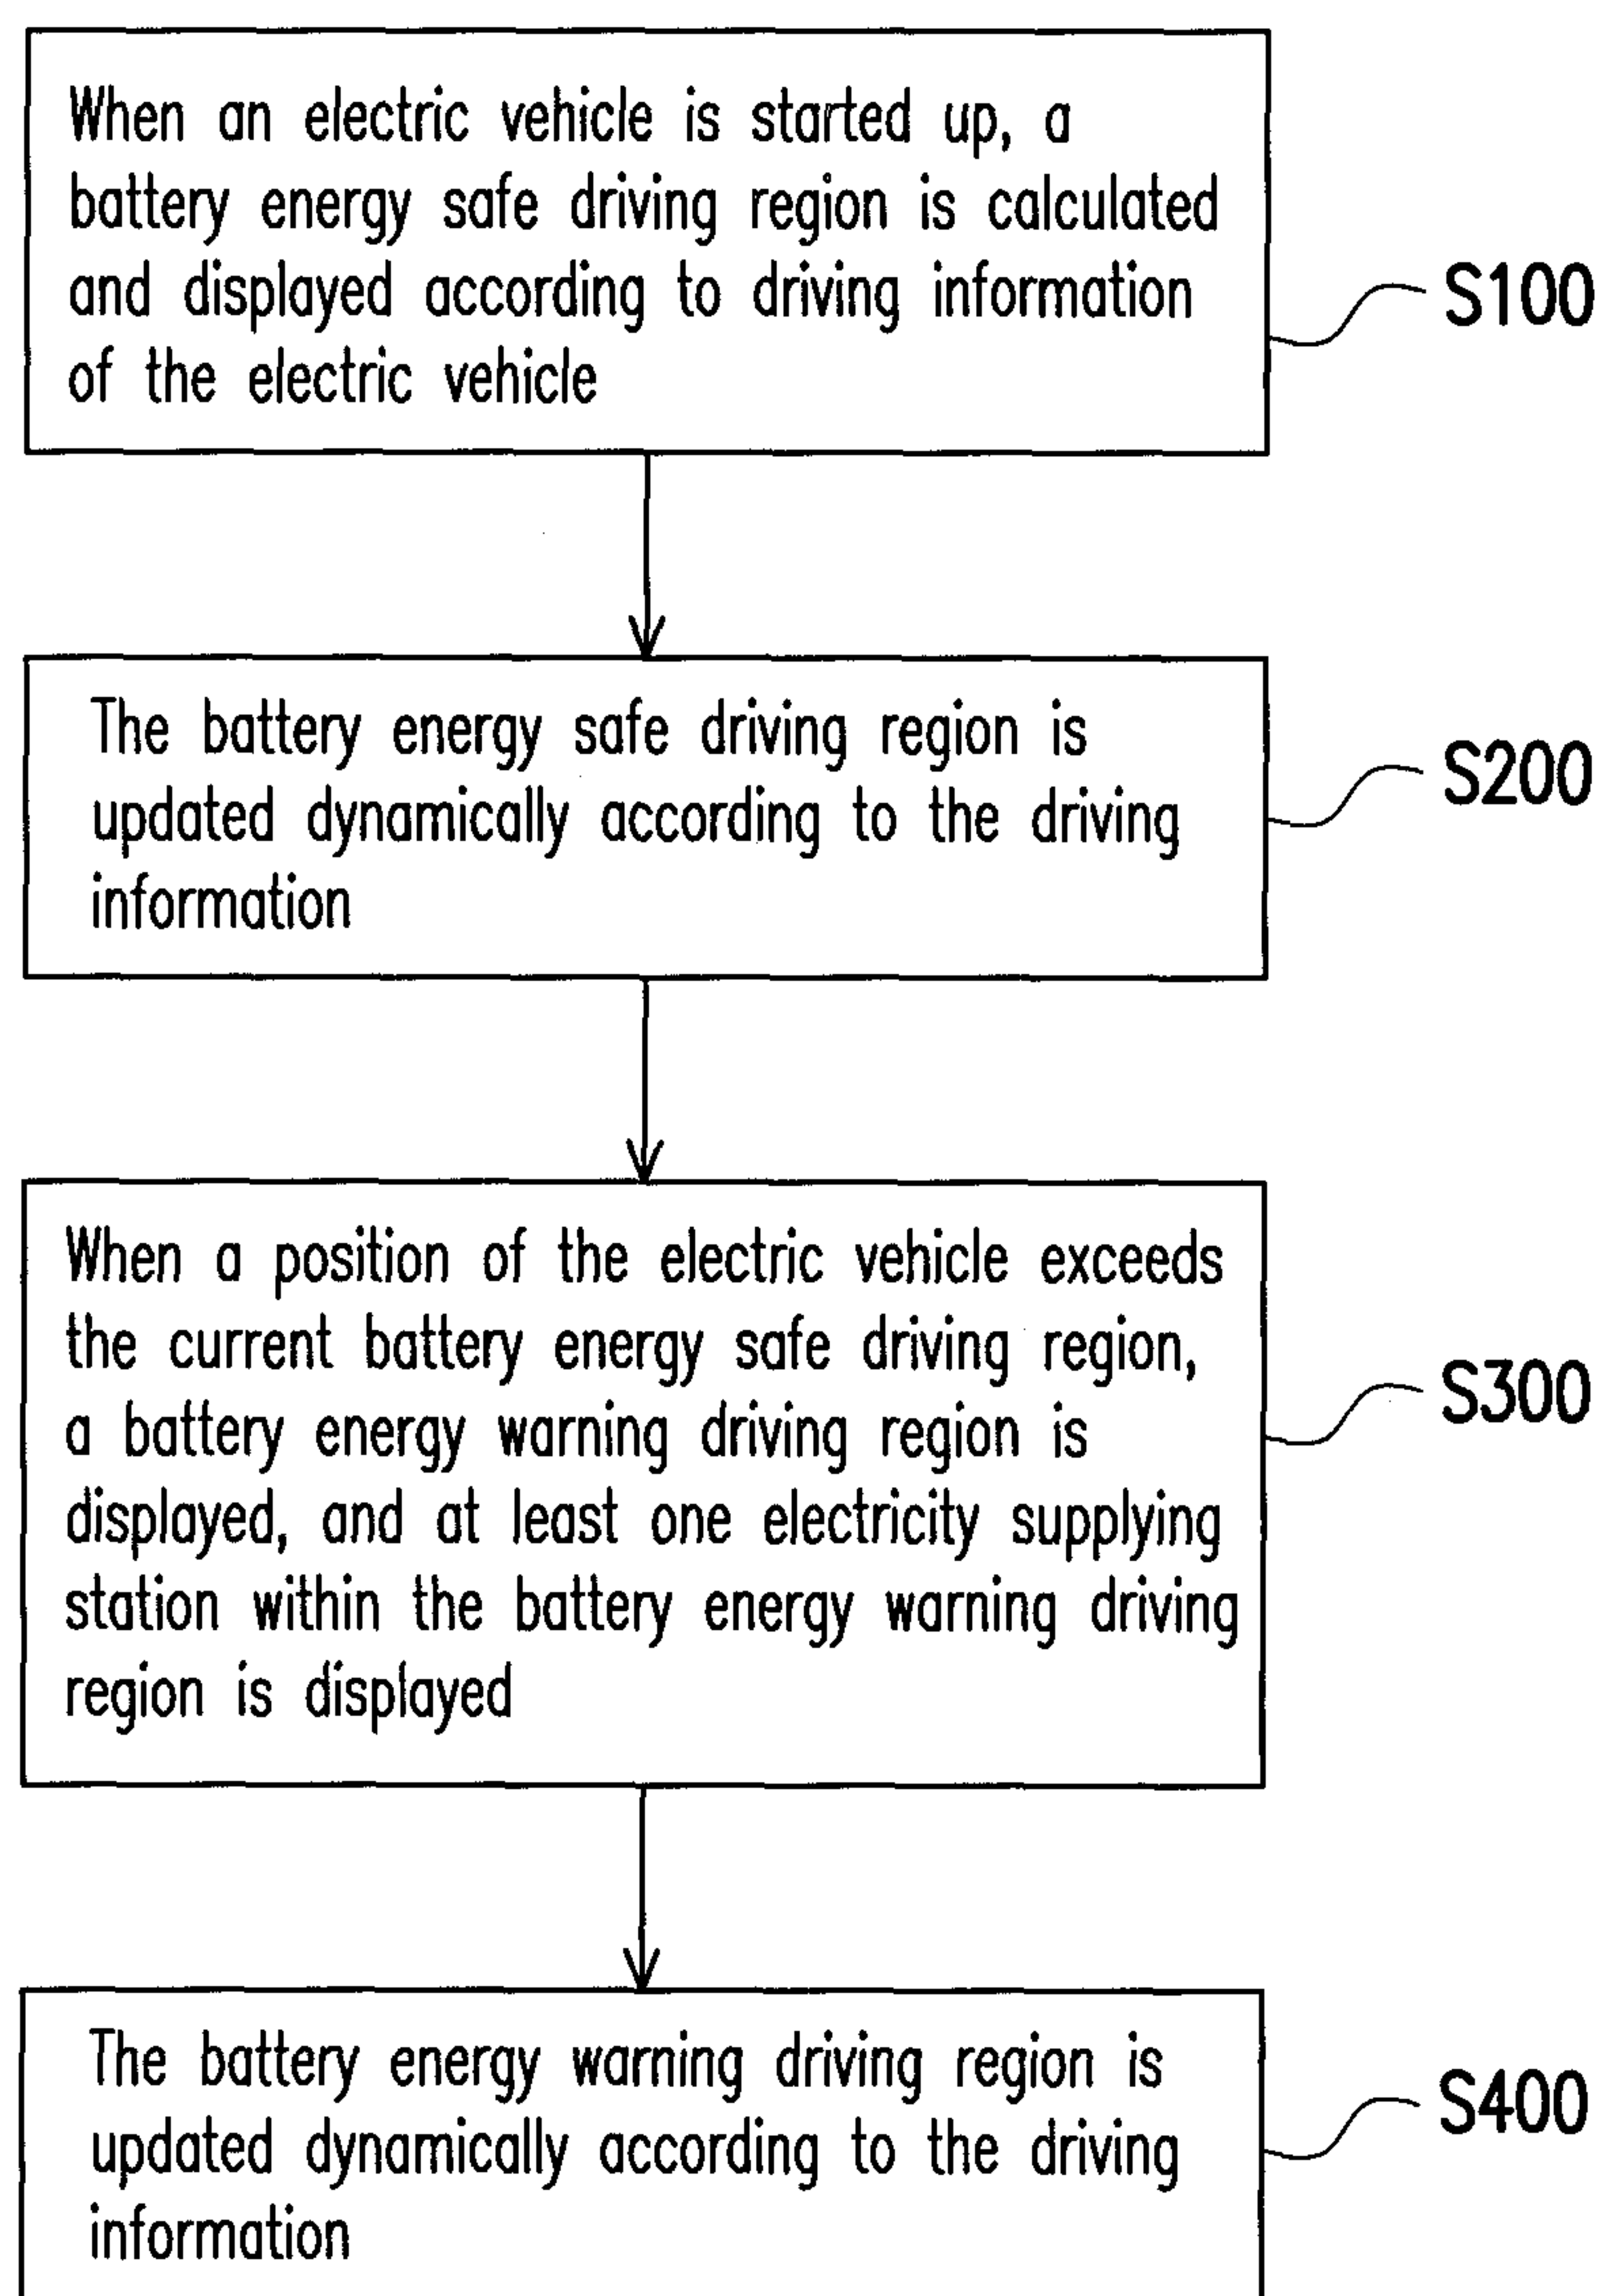 When an electric vehicle is started up, a
battery energy safe driving region is calculated
and displayed according to driving information
of the electric vehicle
S100
The battery energy safe driving region is
updated dynamically according to the driving
information
S200
When a position of the electric vehicle exceeds
the current battery energy safe driving region,
a battery energy warning driving region is
displayed, and at least one electricity supplying
station within the battery energy warning driving
region is displayed
S300
The battery energy warning driving region is
updated dynamically according to the driving
information
S400